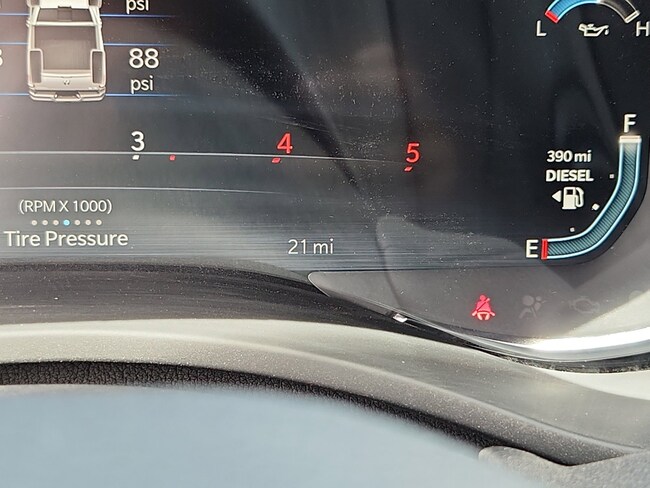 psi
L H
88
psi
3 4 5
F
390 mi
DIESEL
(RPM X 1000)
Tire Pressure
21 mi
E